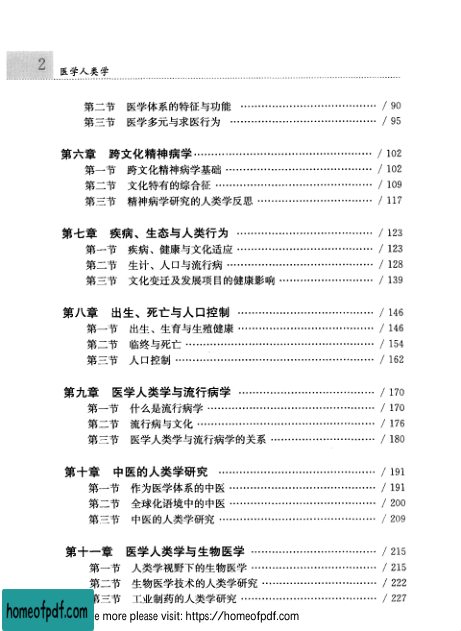 2
医学人类学
第二节 医学体系的特征与功能 …………………………………… / 90
第三节 医学多元与求医行为 …………………………………… / 95
第六章 跨文化精神病学 …………………………………… / 102
第一节 跨文化精神病学基础 …………………………………… / 102
第二节 文化特有的综合征 …………………………………… / 109
第三节 精神病学研究的人类学反思 …………………………… / 117
第七章 疾病、生态与人类行为 …………………………………… / 123
第一节 疾病、健康与文化适应 …………………………………… / 123
第二节 生计、人口与流行病 …………………………………… / 128
第三节 文化变迁及发展项目的健康影响 ………………………… / 139
第八章 出生、死亡与人口控制 …………………………………… / 146
第一节 出生、生育与生殖健康 …………………………………… / 146
第二节 临终与死亡 …………………………………… / 154
第三节 人口控制 …………………………………… / 162
第九章 医学人类学与流行病学 …………………………………… / 170
第一节 什么是流行病学 …………………………………… / 170
第二节 流行病与文化 …………………………………… / 176
第三节 医学人类学与流行病学的关系 ………………………… / 180
第十章 中医的人类学研究 …………………………………… / 191
第一节 作为医学体系的中医 …………………………………… / 191
第二节 全球化语境中的中医 …………………………………… / 200
第三节 中医的人类学研究 …………………………………… / 209
第十一章 医学人类学与生物医学 ……………………………… / 215
第一节 人类学视野下的生物医学 ……………………………… / 215
第二节 生物医学技术的人类学研究 …………………………… / 222
第三节 工业制药的人类学研究 ………………………………… / 227
homeofpdf.com
more please visit: https://homeofpdf.com